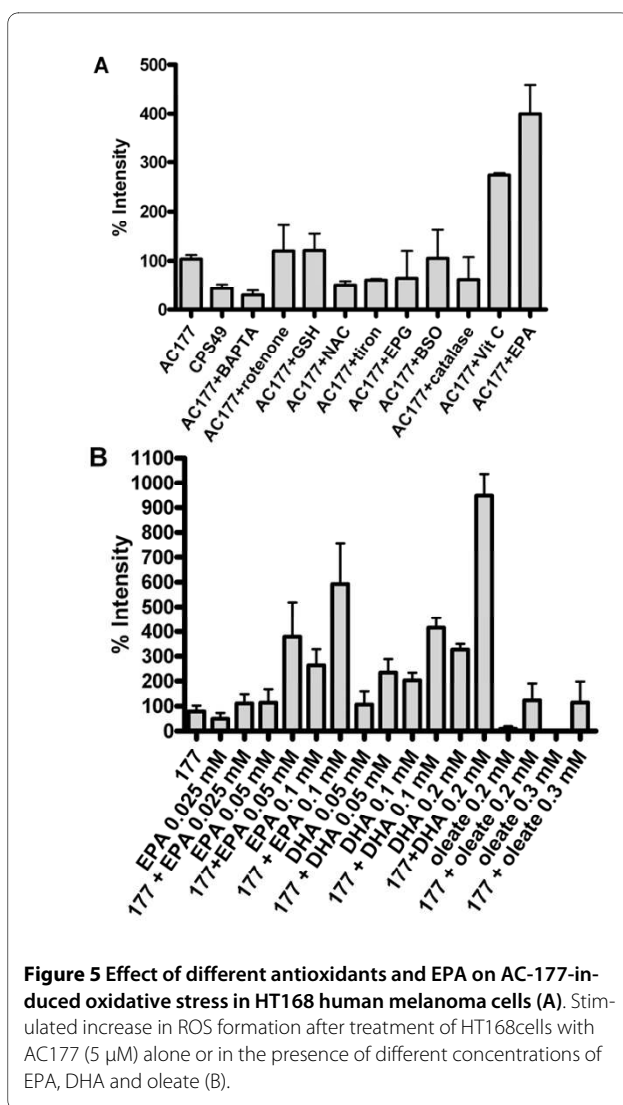 A
500
400
300
200
100
0
% Intensity
AC177
CPS49
AC177+BAPTA
AC177+rotenone
AC177+GSH
AC177+NAC
AC177+tiron
AC177+EPG
AC177+BSO
AC177+catalase
AC177+Vit C
AC177+EPA
B
1100
1000
900
800
700
600
500
400
300
200
100
0
% Intensity
177
EPA 0.025 mM
177 + EPA 0.025 mM
EPA 0.05 mM
177+EPA 0.05 mM
EPA 0.1 mM
177 + EPA 0.1 mM
DHA 0.05 mM
177 + DHA 0.05 mM
DHA 0.1 mM
177 + DHA 0.1 mM
DHA 0.2 mM
177+DHA 0.2 mM
oleate 0.2 mM
177 + oleate 0.2 mM
oleate 0.3 mM
177 + oleate 0.3 mM
Figure 5 Effect of different antioxidants and EPA on AC-177-in-
duced oxidative stress in HT168 human melanoma cells (A). Stim-
ulated increase in ROS formation after treatment of HT168cells with
AC177 (5 μM) alone or in the presence of different concentrations of
EPA, DHA and oleate (B).